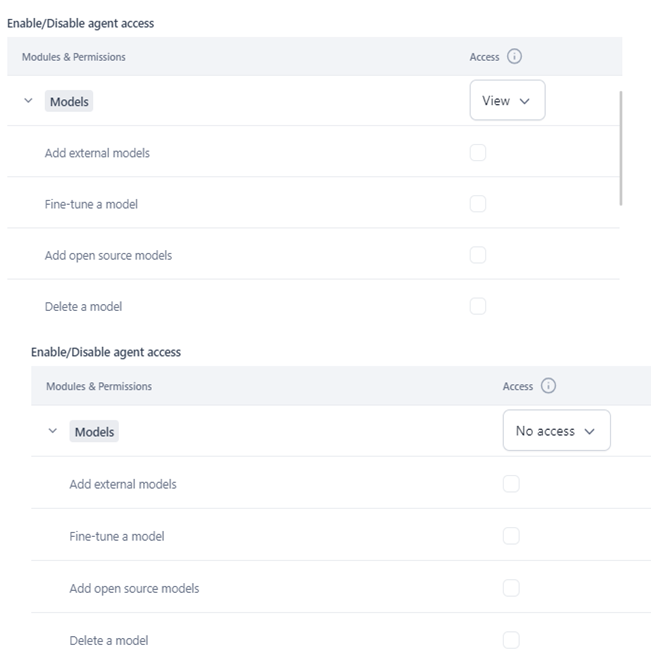 Enable/Disable agent access
Modules & Permissions Access
Models View
Add external models
Fine-tune a model
Add open source models
Delete a model
Enable/Disable agent access
Modules & Permissions Access
Models No access
Add external models
Fine-tune a model
Add open source models
Delete a model